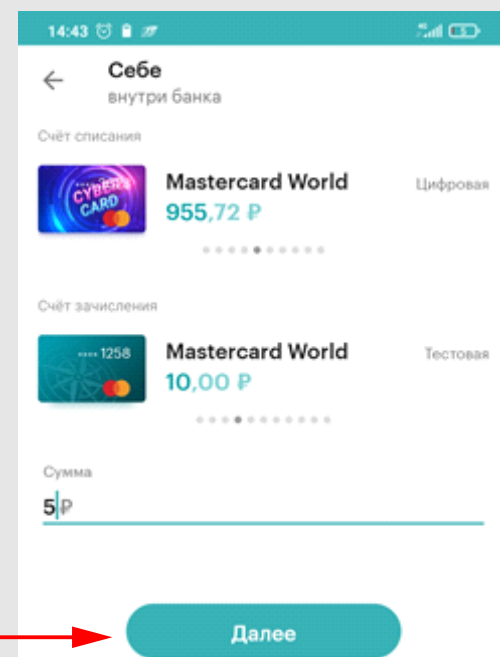 14:43
Себе
внутри банка
Счёт списания
CYBER CARD
Mastercard World
Цифровая
955,72 ₽
Счёт зачисления
1258
Mastercard World
Тестовая
10,00 ₽
Сумма
5 ₽
Далее